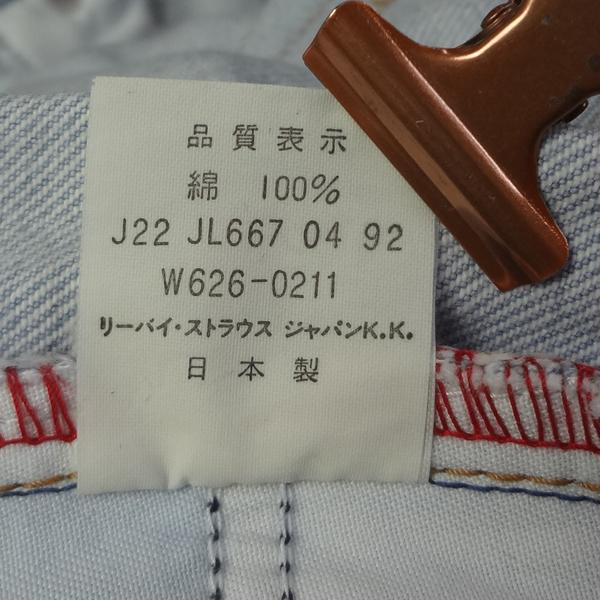 品質表示
綿 100%
J22 JL667 04 92
W626-0211
リーバイ・ストラウス ジャパンK.K.
日本製